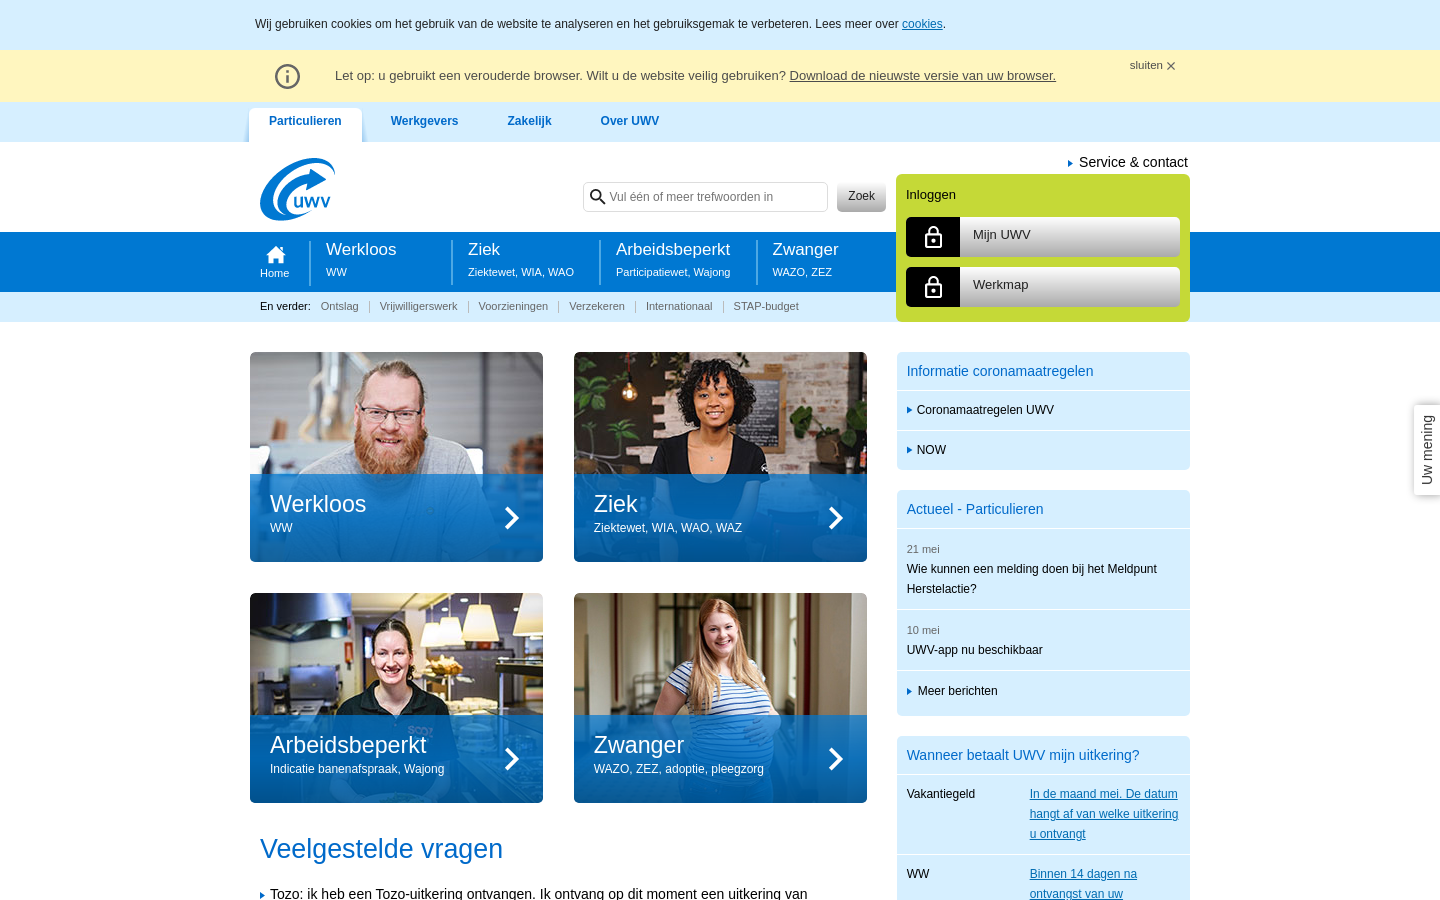 Wij gebruiken cookies om het gebruik van de website te analyseren en het gebruiksgemak te verbeteren. Lees meer over cookies.
Let op: u gebruikt een verouderde browser. Wilt u de website veilig gebruiken? Download de nieuwste versie van uw browser.
sluiten
Particulieren
Werkgevers
Zakelijk
Over UWV
Service & contact
uwv
Vul één of meer trefwoorden in
Zoek
Inloggen
Mijn UWV
Werkmap
Home
Werkloos
WW
Ziek
Ziektewet, WIA, WAO
Arbeidsbeperkt
Participatiewet, Wajong
Zwanger
WAZO, ZEZ
En verder:
Ontslag
Vrijwilligerswerk
Voorzieningen
Verzekeren
Internationaal
STAP-budget
Werkloos
WW
Ziek
Ziektewet, WIA, WAO, WAZ
Arbeidsbeperkt
Indicatie banenafspraak, Wajong
Zwanger
WAZO, ZEZ, adoptie, pleegzorg
Veelgestelde vragen
Tozo: ik heb een Tozo-uitkering ontvangen. Ik ontvang op dit moment een uitkering van
Informatie coronamaatregelen
Coronamaatregelen UWV
NOW
Actueel - Particulieren
21 mei
Wie kunnen een melding doen bij het Meldpunt
Herstelactie?
10 mei
UWV-app nu beschikbaar
Meer berichten
Wanneer betaalt UWV mijn uitkering?
Vakantiegeld
In de maand mei. De datum
hangt af van welke uitkering
u ontvangt
WW
Binnen 14 dagen na
ontvangst van uw
Uw mening